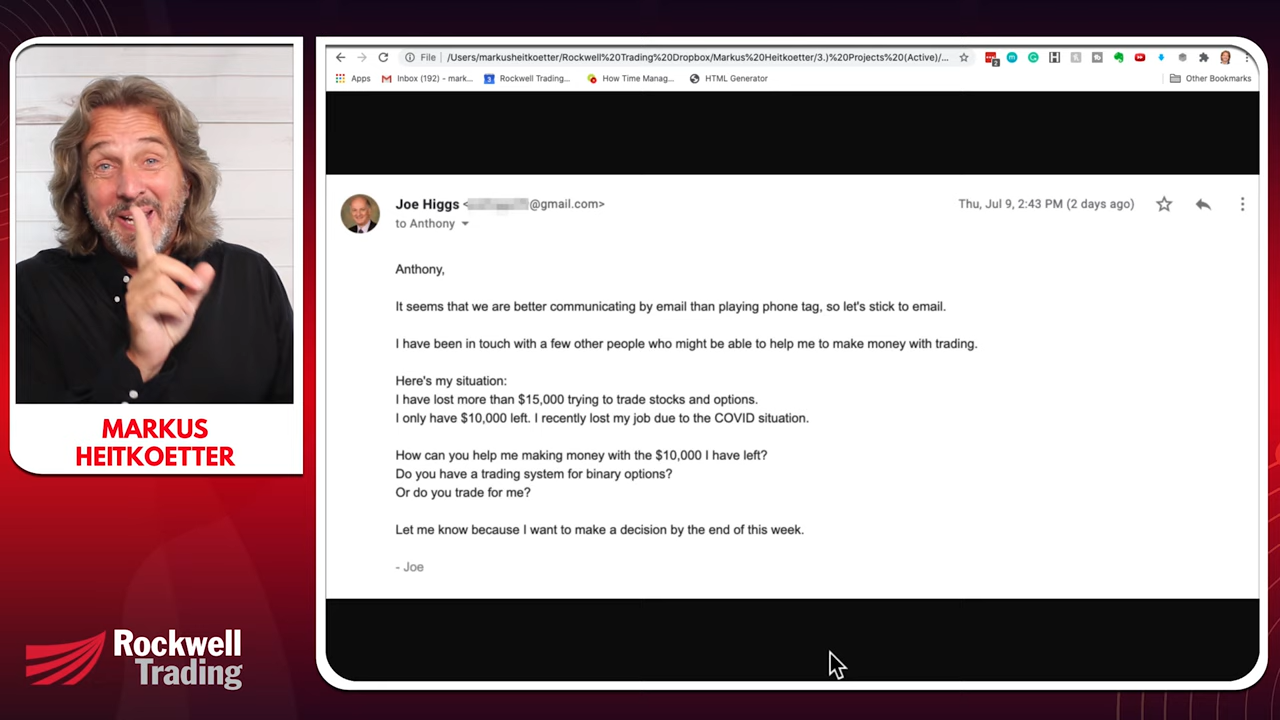 MARKUS
HEITKOETTER
Rockwell
Trading
File
/Users/markusheitkoetter/Rockwell%20Trading%20Dropbox/Markus%20Heitkoetter/3.)%20Projects%20(Active)/...
Apps
Inbox (192) - mark...
Rockwell Trading...
How Time Manag...
HTML Generator
Other Bookmarks
Joe Higgs <
@gmail.com>
Thu, Jul 9, 2:43 PM (2 days ago)
to Anthony
Anthony,
It seems that we are better communicating by email than playing phone tag, so let's stick to email.
I have been in touch with a few other people who might be able to help me to make money with trading.
Here's my situation:
I have lost more than $15,000 trying to trade stocks and options.
I only have $10,000 left. I recently lost my job due to the COVID situation.
How can you help me making money with the $10,000 I have left?
Do you have a trading system for binary options?
Or do you trade for me?
Let me know because I want to make a decision by the end of this week.
- Joe